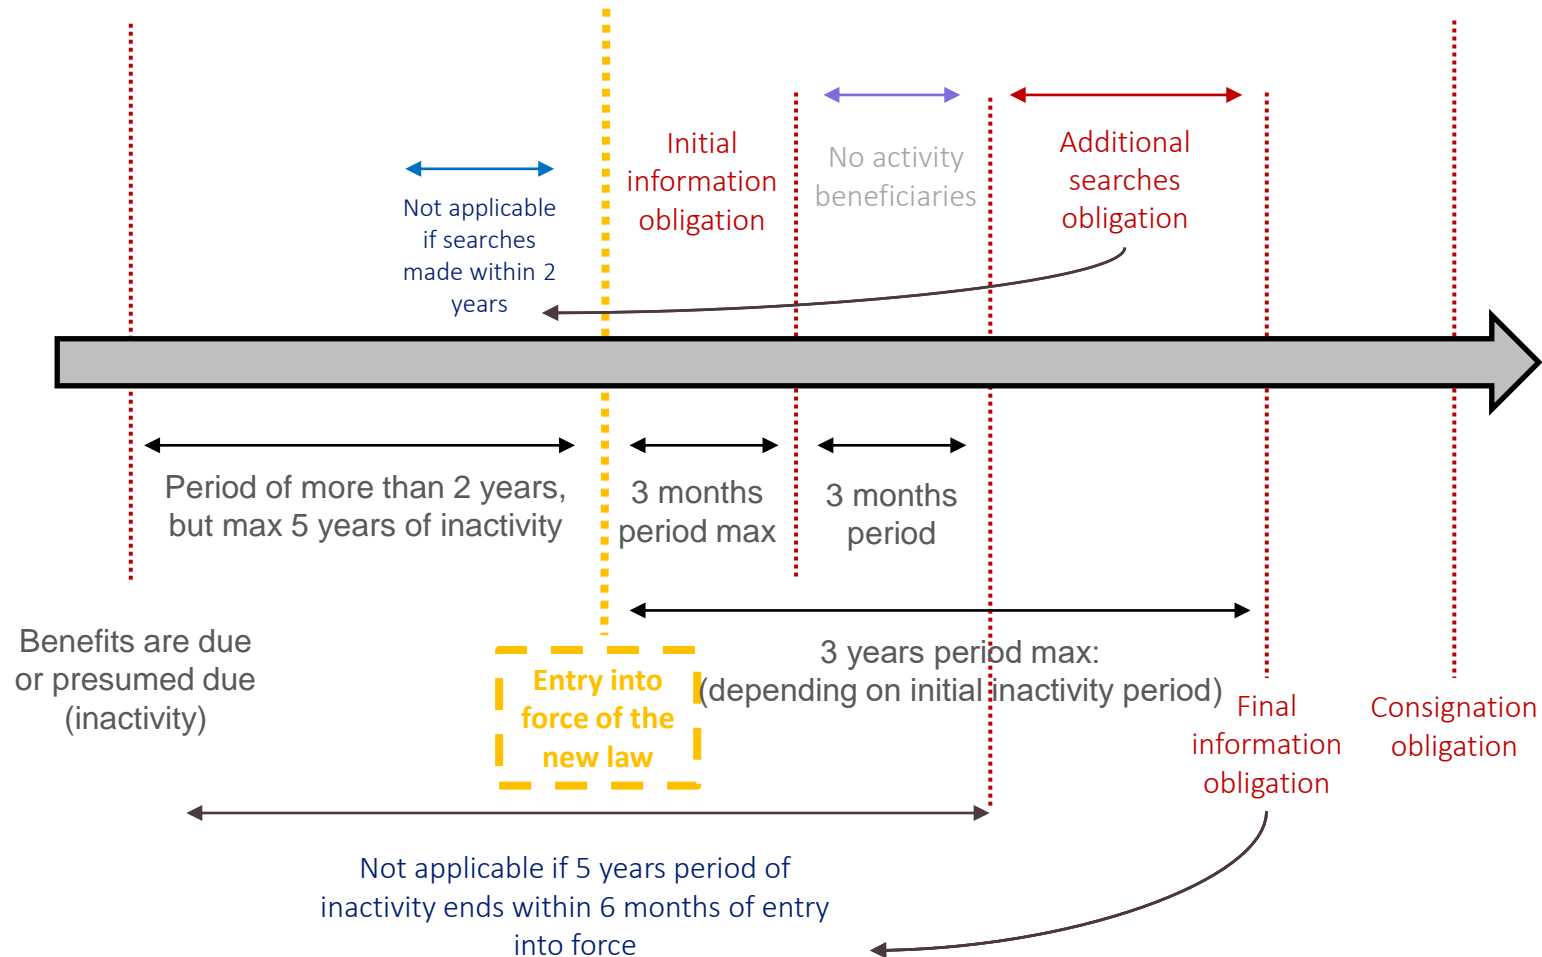 Initial
information
obligation
No activity
beneficiaries
Additional
searches
obligation
Not applicable
if searches
made within 2
years
Period of more than 2 years,
but max 5 years of inactivity
3 months
period max
3 months
period
Benefits are due
or presumed due
(inactivity)
Entry into
force of the
new law
3 years period max:
(depending on initial inactivity period)
Final
information
obligation
Consignation
obligation
Not applicable if 5 years period of
inactivity ends within 6 months of entry
into force